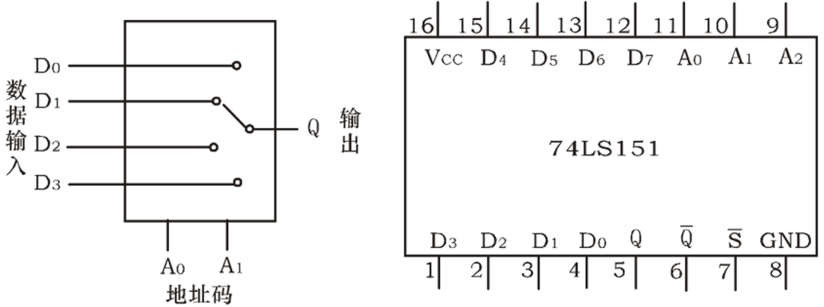 D0
D1
D2
D3
数据输入
Q
输出
A0 A1
地址码
16 15 14 13 12 11 10 9
VCC D4 D5 D6 D7 A0 A1 A2
74LS151
D3 D2 D1 D0 Q Q̅ S̅ GND
1 2 3 4 5 6 7 8